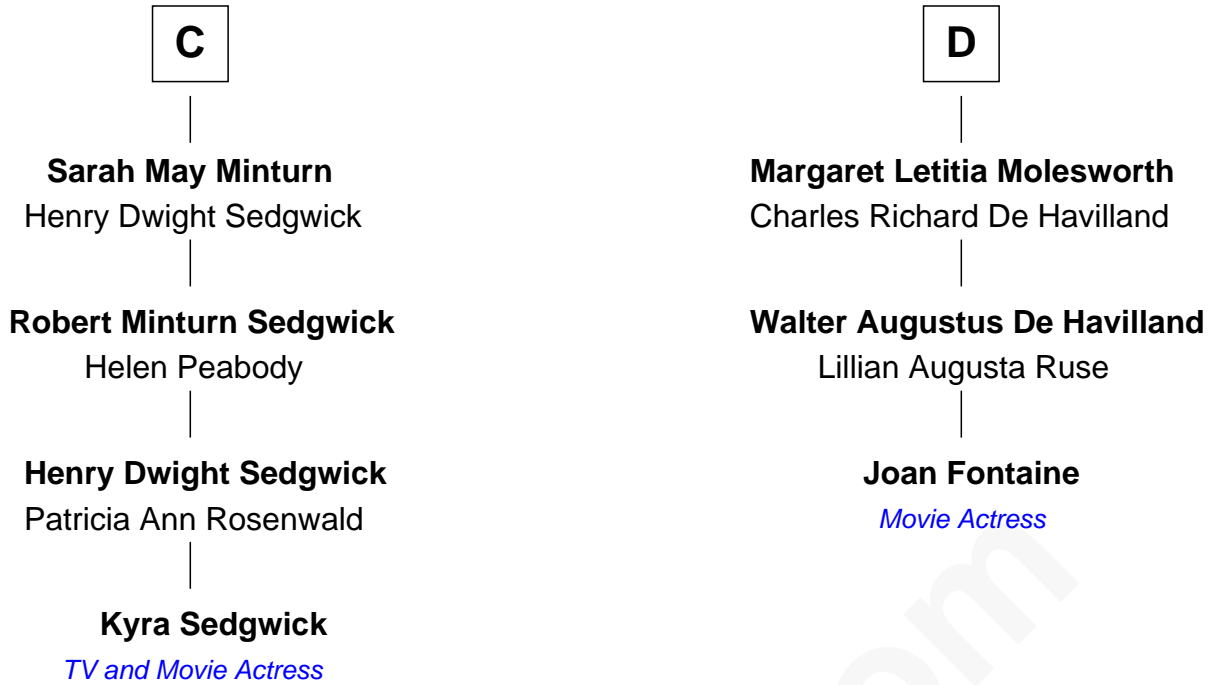 C
Sarah May Minturn
Henry Dwight Sedgwick
Robert Minturn Sedgwick
Helen Peabody
Henry Dwight Sedgwick
Patricia Ann Rosenwald
Kyra Sedgwick
TV and Movie Actress
D
Margaret Letitia Molesworth
Charles Richard De Havilland
Walter Augustus De Havilland
Lillian Augusta Ruse
Joan Fontaine
Movie Actress
om